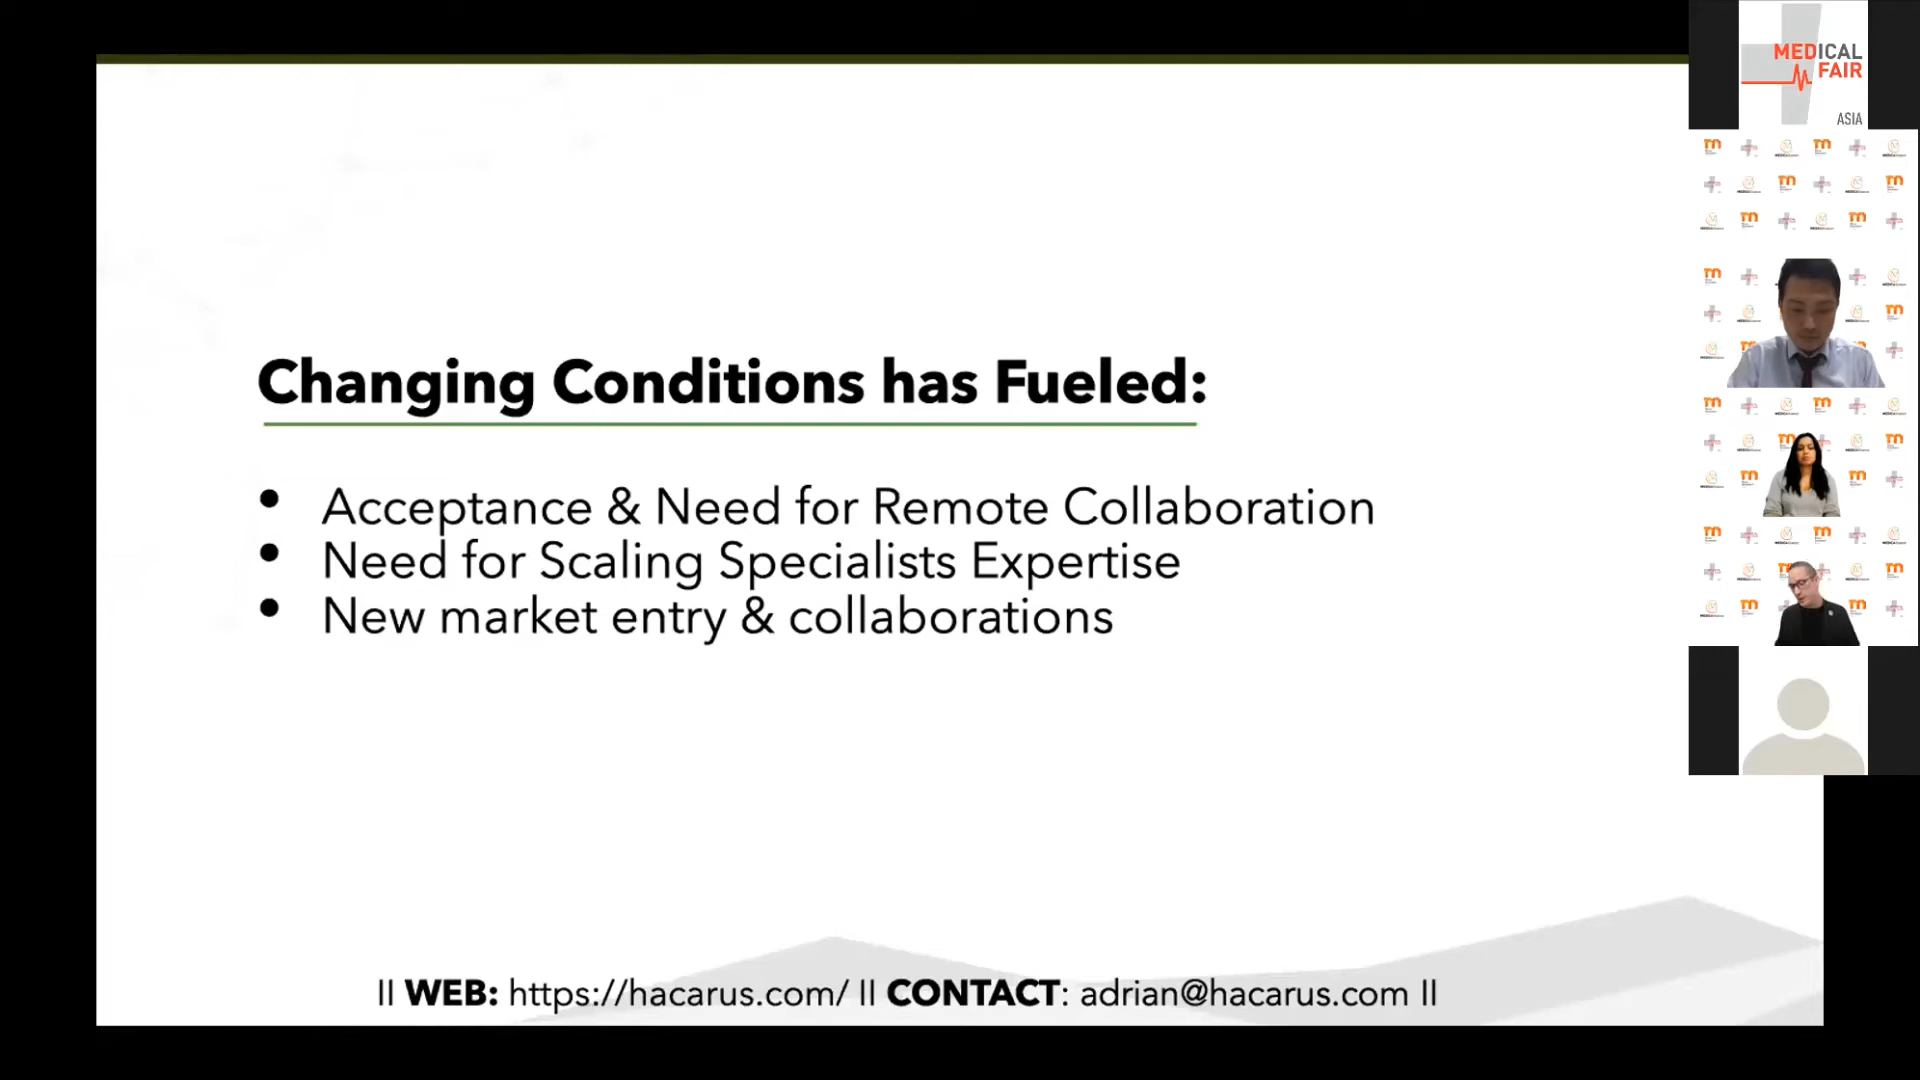 Changing Conditions has Fueled:
• Acceptance & Need for Remote Collaboration
• Need for Scaling Specialists Expertise
• New market entry & collaborations
II WEB: https://hacarus.com/ II CONTACT: adrian@hacarus.com II
MEDICAL
FAIR
ASIA